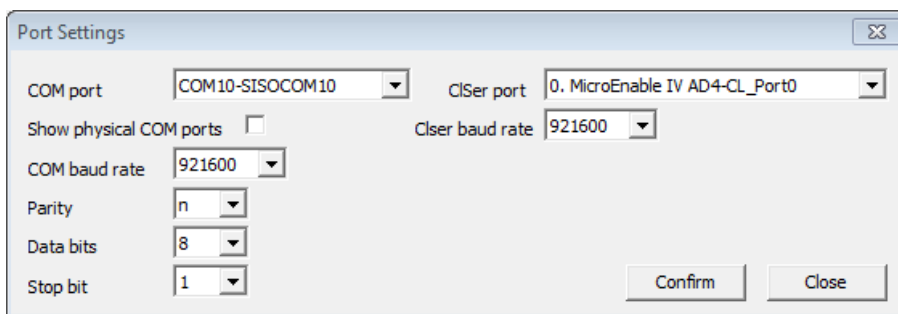 Port Settings
COM port COM10-SISOCOM10 ClSer port 0. MicroEnable IV AD4-CL_Port0
Show physical COM ports Clser baud rate 921600
COM baud rate 921600
Parity n
Data bits 8
Stop bit 1 Confirm Close